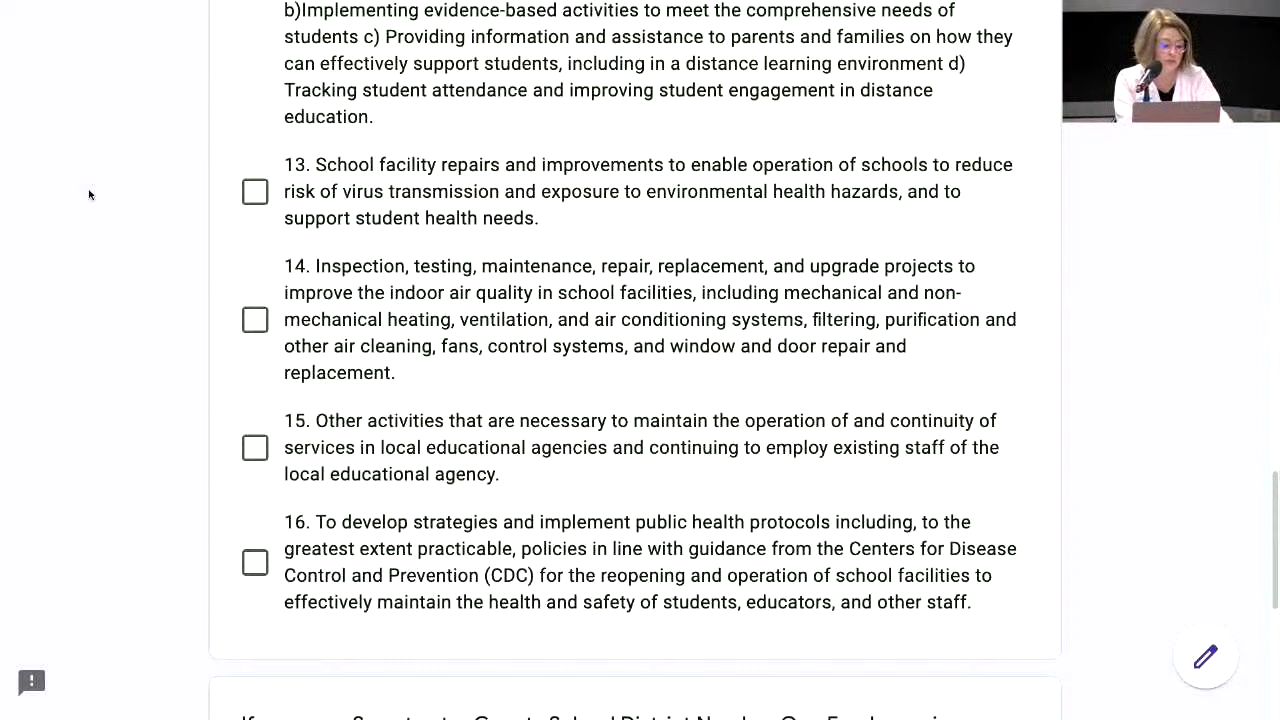 b)Implementing evidence-based activities to meet the comprehensive needs of
students c) Providing information and assistance to parents and families on how they
can effectively support students, including in a distance learning environment d)
Tracking student attendance and improving student engagement in distance
education.
13. School facility repairs and improvements to enable operation of schools to reduce
risk of virus transmission and exposure to environmental health hazards, and to
support student health needs.
14. Inspection, testing, maintenance, repair, replacement, and upgrade projects to
improve the indoor air quality in school facilities, including mechanical and non-
mechanical heating, ventilation, and air conditioning systems, filtering, purification and
other air cleaning, fans, control systems, and window and door repair and
replacement.
15. Other activities that are necessary to maintain the operation of and continuity of
services in local educational agencies and continuing to employ existing staff of the
local educational agency.
16. To develop strategies and implement public health protocols including, to the
greatest extent practicable, policies in line with guidance from the Centers for Disease
Control and Prevention (CDC) for the reopening and operation of school facilities to
effectively maintain the health and safety of students, educators, and other staff.